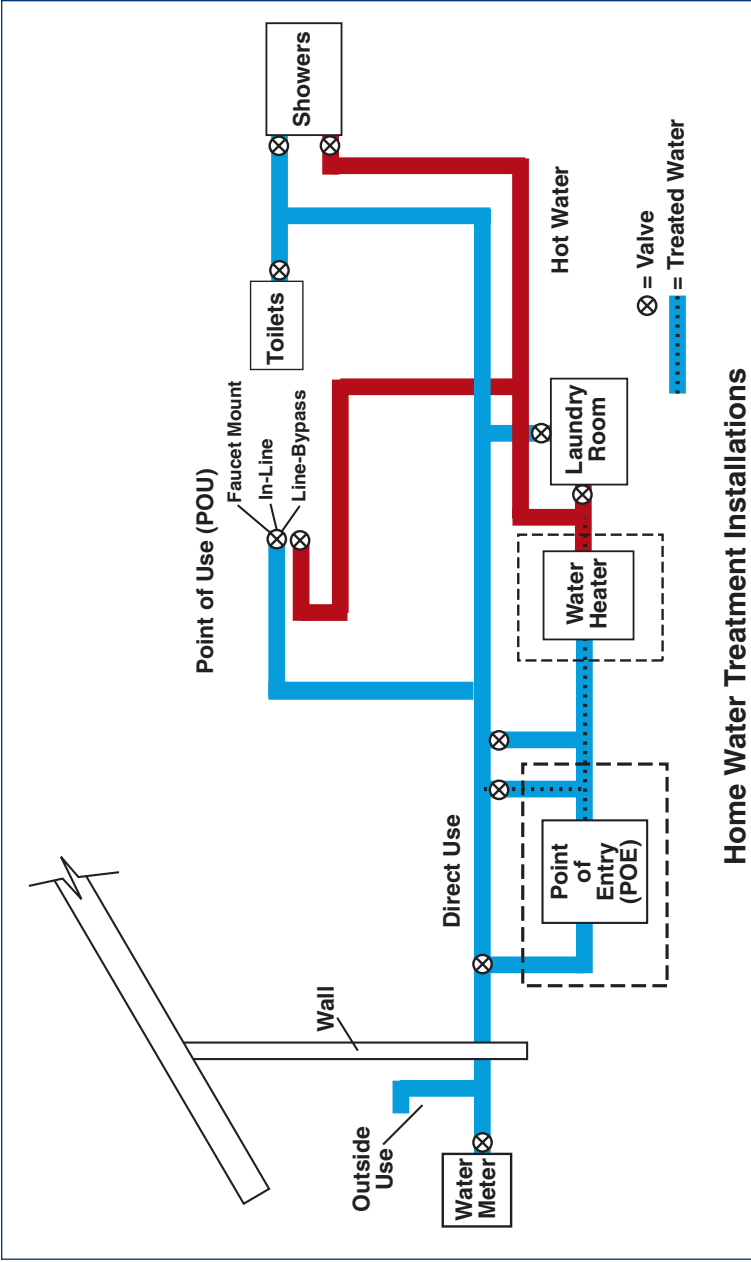 Showers
Toilets
Point of Use (POU)
Faucet Mount
In-Line
Line-Bypass
Hot Water
Laundry
Room
Water
Heater
Direct Use
Point
of
Entry
(POE)
Wall
Outside
Use
Water
Meter
= Valve
= Treated Water
Home Water Treatment Installations